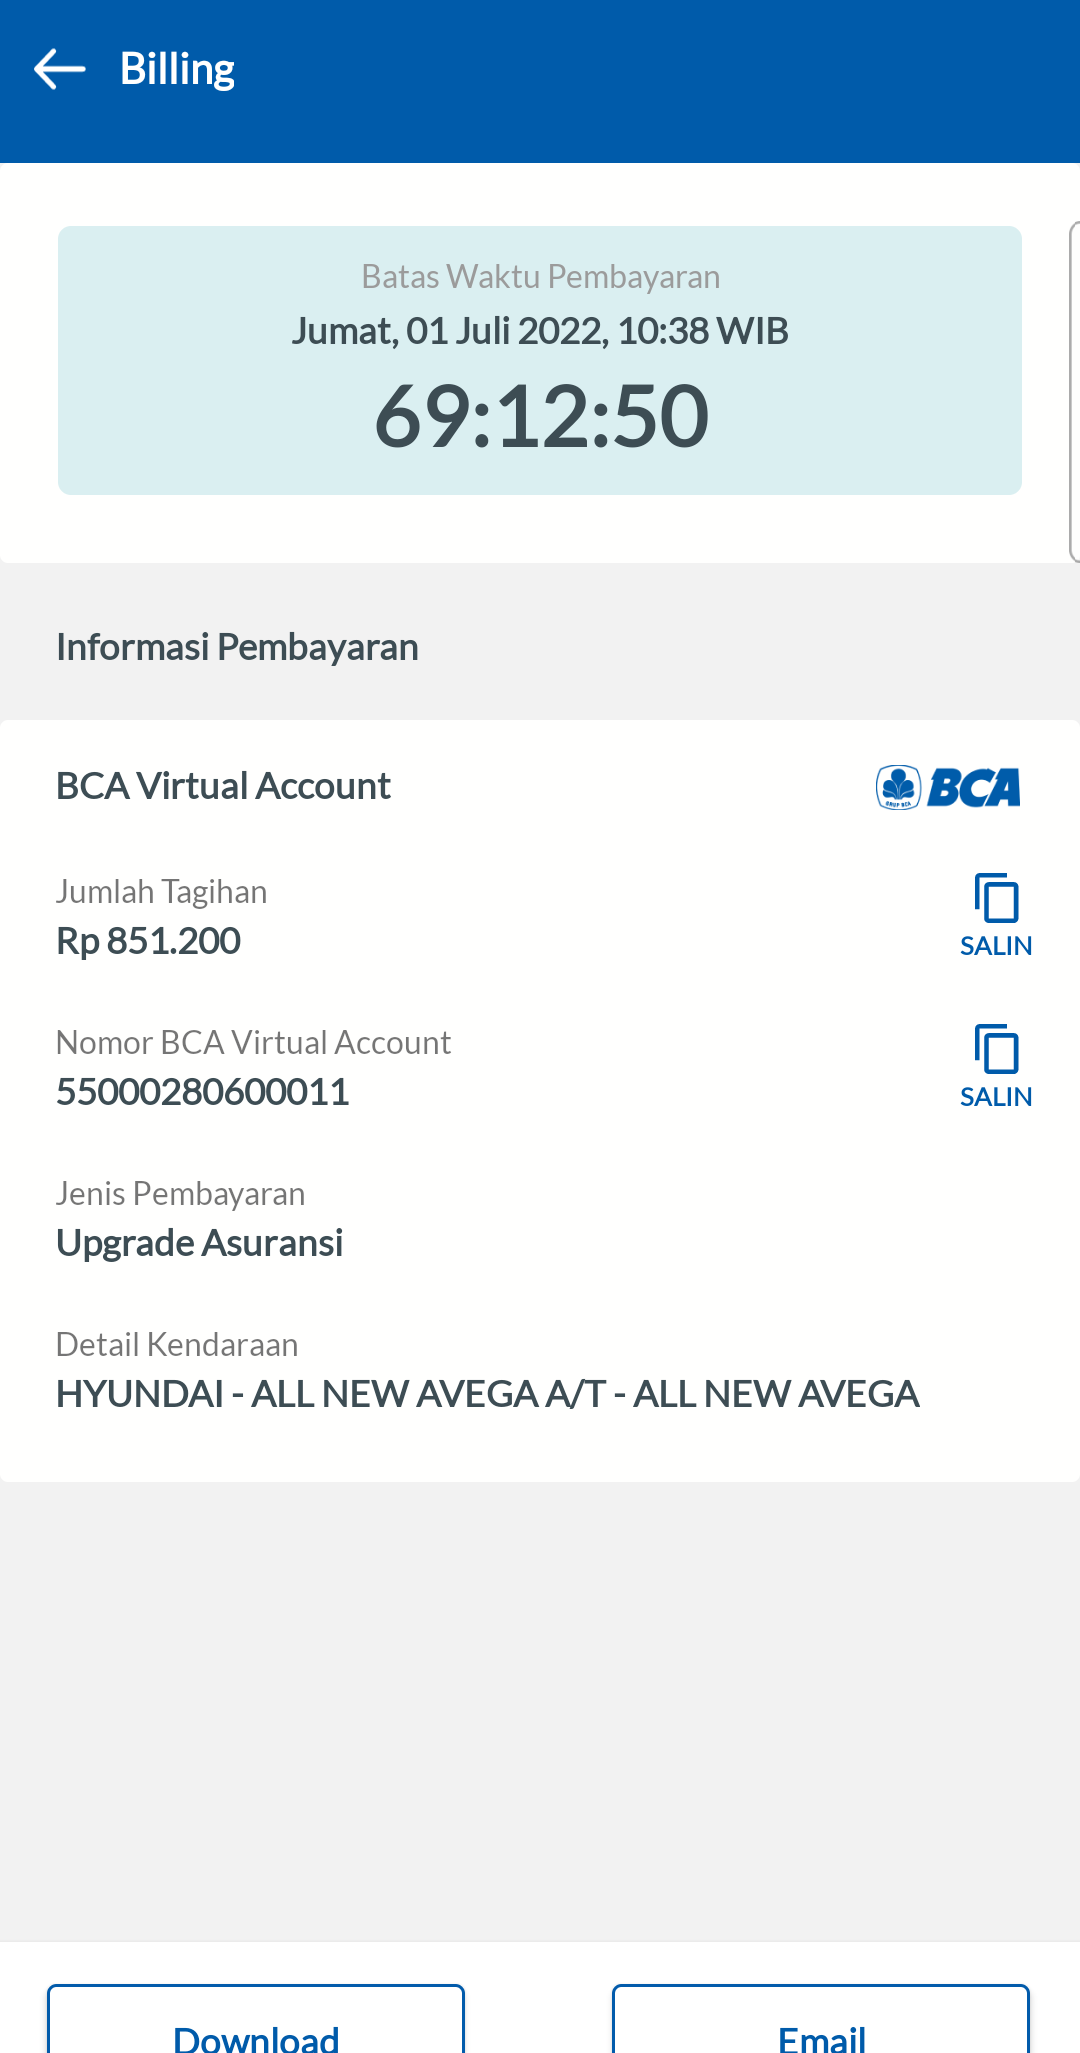 Billing
Batas Waktu Pembayaran
Jumat, 01 Juli 2022, 10:38 WIB
69:12:50
Informasi Pembayaran
BCA Virtual Account
GRUP BCA
BCA
Jumlah Tagihan
Rp 851.200
SALIN
Nomor BCA Virtual Account
55000280600011
SALIN
Jenis Pembayaran
Upgrade Asuransi
Detail Kendaraan
HYUNDAI - ALL NEW AVEGA A/T - ALL NEW AVEGA
Download
Email